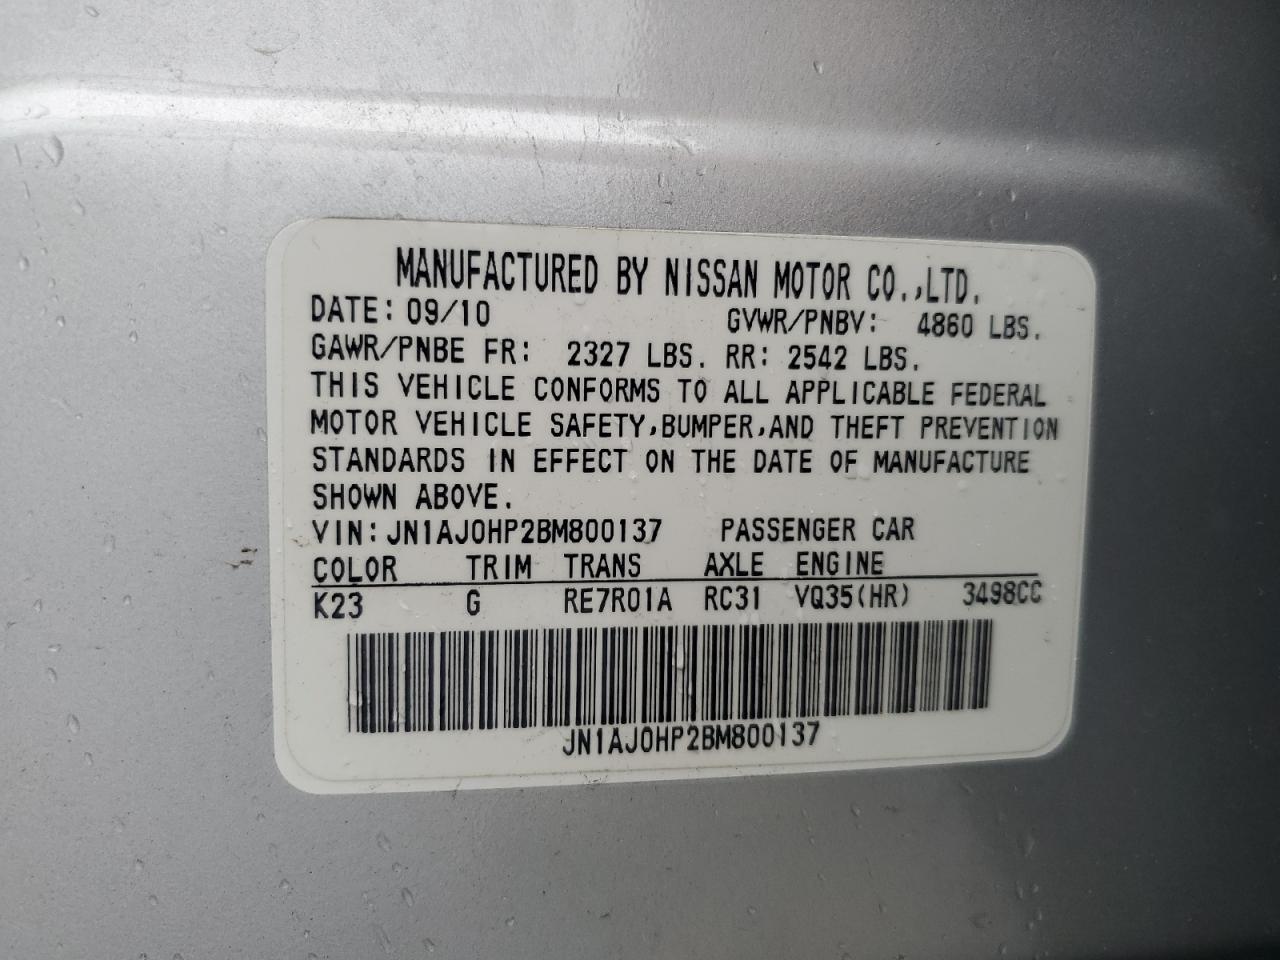 MANUFACTURED BY NISSAN MOTOR CO.,LTD.
DATE: 09/10 GVWR/PNBV: 4860 LBS.
GAWR/PNBE FR: 2327 LBS. RR: 2542 LBS.
THIS VEHICLE CONFORMS TO ALL APPLICABLE FEDERAL
MOTOR VEHICLE SAFETY,BUMPER,AND THEFT PREVENTION
STANDARDS IN EFFECT ON THE DATE OF MANUFACTURE
SHOWN ABOVE.
VIN:JN1AJ0HP2BM800137 PASSENGER CAR
COLOR TRIM TRANS AXLE ENGINE
K23 G RE7R01A RC31 VQ35(HR) 3498CC
JN1AJ0HP2BM800137